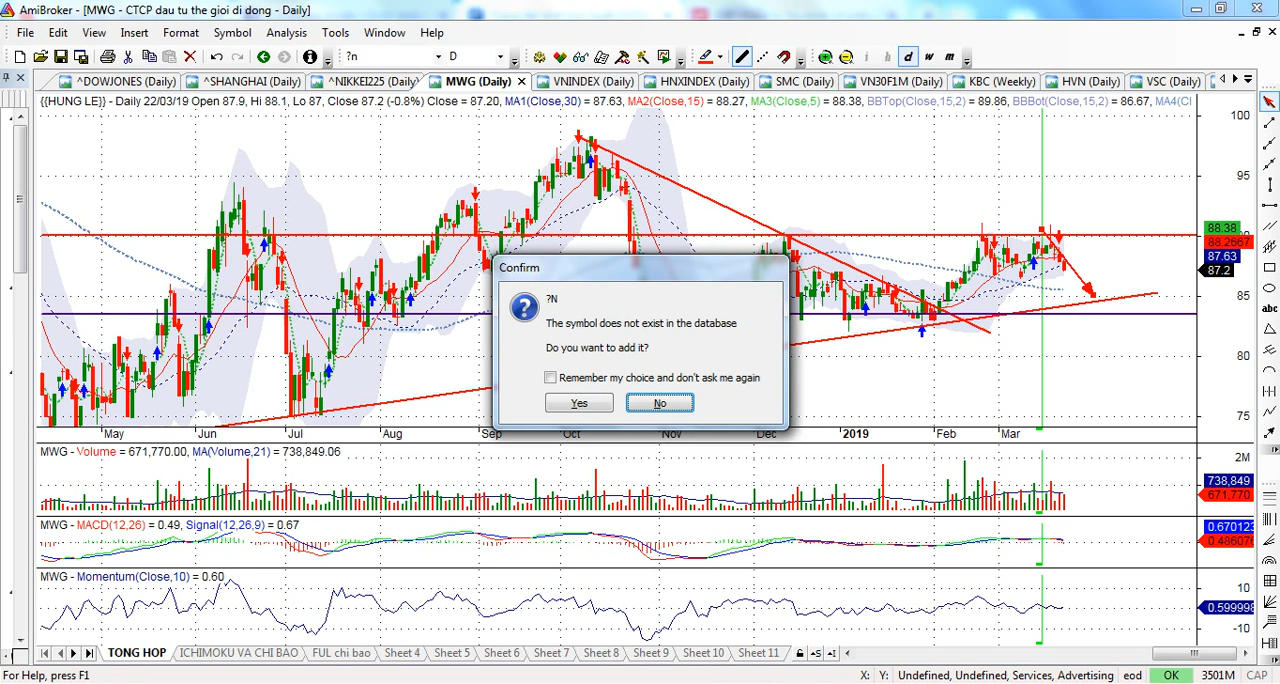 AmiBroker - [MWG - CTCP dau tu the gioi di dong - Daily]
File Edit View Insert Format Symbol Analysis Tools Window Help
?n D i h d w m
^DOWJONES (Daily) ^SHANGHAI (Daily) ^NIKKEI225 (Daily) MWG (Daily) VNINDEX (Daily) HNXINDEX (Daily) SMC (Daily) VN30F1M (Daily) KBC (Weekly) HVN (Daily) VSC (Daily)
{{HUNG LE}} - Daily 22/03/19 Open 87.9, Hi 88.1, Lo 87, Close 87.2 (-0.8%) Close = 87.20, MA1(Close,30) = 87.63, MA2(Close,15) = 88.27, MA3(Close,5) = 88.38, BBTop(Close,15,2) = 89.86, BBBot(Close,15,2) = 86.67, MA4(Cl
100
95
88.38
88.2667
87.63
87.2
85
80
75
abc
Confirm
?N
The symbol does not exist in the database
Do you want to add it?
Remember my choice and don't ask me again
Yes No
May Jun Jul Aug Sep Oct Nov Dec 2019 Feb Mar
MWG - Volume = 671,770.00, MA(Volume,21) = 738,849.06
2M
738,849
671,770
MWG - MACD(12,26) = 0.49, Signal(12,26,9) = 0.67
0.670123
0.486076
MWG - Momentum(Close,10) = 0.60
10
0.599998
-10
TONG HOP ICHIMOKU VA CHI BAO FUL ch bao Sheet 4 Sheet 5 Sheet 6 Sheet 7 Sheet 8 Sheet 9 Sheet 10 Sheet 11
For Help, press F1 X: Y: Undefined, Undefined, Services, Advertising eod OK 3501M CAP